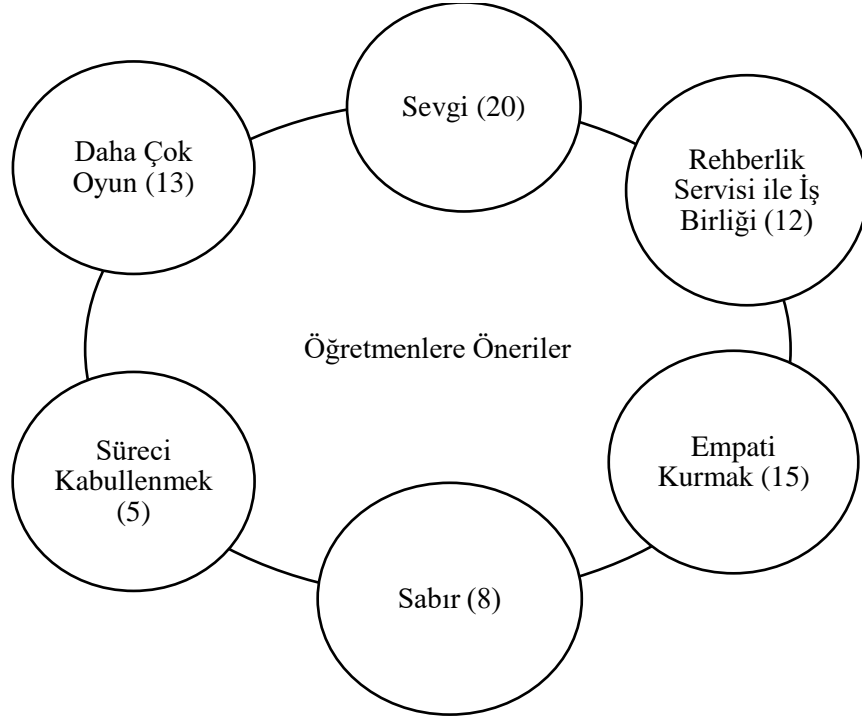 Sevgi (20)
Rehberlik
Servisi ile İş
Birliği (12)
Empati
Kurmak (15)
Sabır (8)
Süreci
Kabullenmek
(5)
Daha Çok
Oyun (13)
Öğretmenlere Öneriler